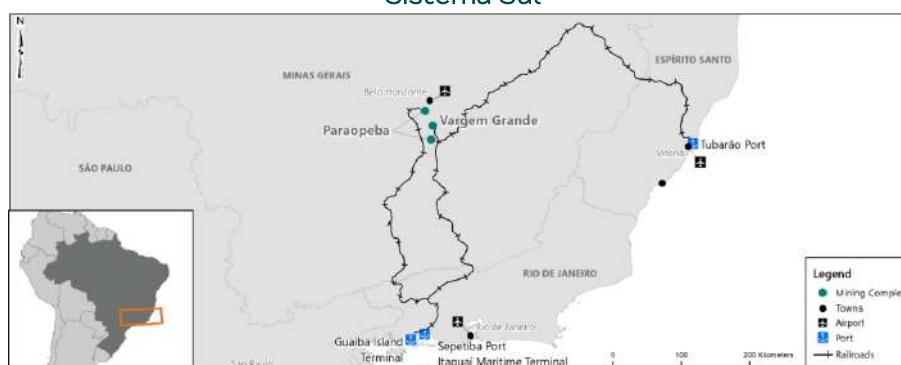 Sistema Sul
N
ESPÍRITO SANTO
MINAS GERAIS
Belo Horizonte
Vargem Grande
Paraopeba
Tubarão Port
Vitória
SÃO PAULO
RIO DE JANEIRO
Legend
Mining Comple
Towns
Airport
Port
Railroads
Rio de Janeiro
Guaiba Island
Terminal
Sepetiba Port
Itaguaí Maritime Terminal
São Paulo
0 100 200 Kilometers